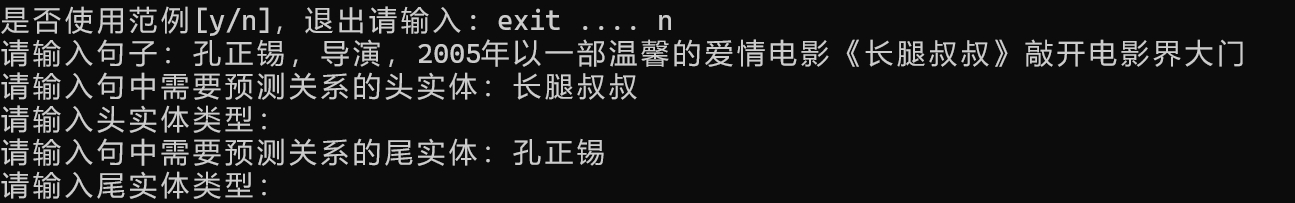 是否使用范例[y/n]，退出请输入: exit .... n
请输入句子：孔正锡，导演，2005年以一部温馨的爱情电影《长腿叔叔》敲开电影界大门
请输入句中需要预测关系的头实体：长腿叔叔
请输入头实体类型：
请输入句中需要预测关系的尾实体：孔正锡
请输入尾实体类型：